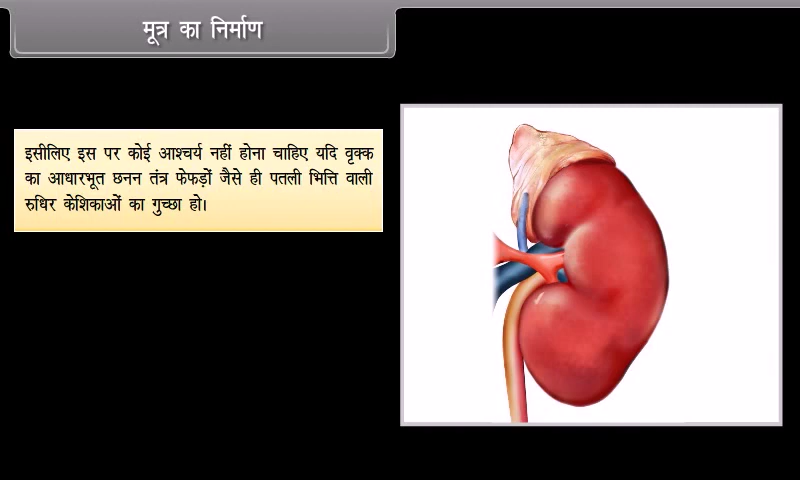 मूत्र का निर्माण
इसीलिए इस पर कोई आश्चर्य नहीं होना चाहिए यदि वृक्क
का आधारभूत छनन तंत्र फेफड़ों जैसे ही पतली भित्ति वाली
रुधिर केशिकाओं का गुच्छा हो।